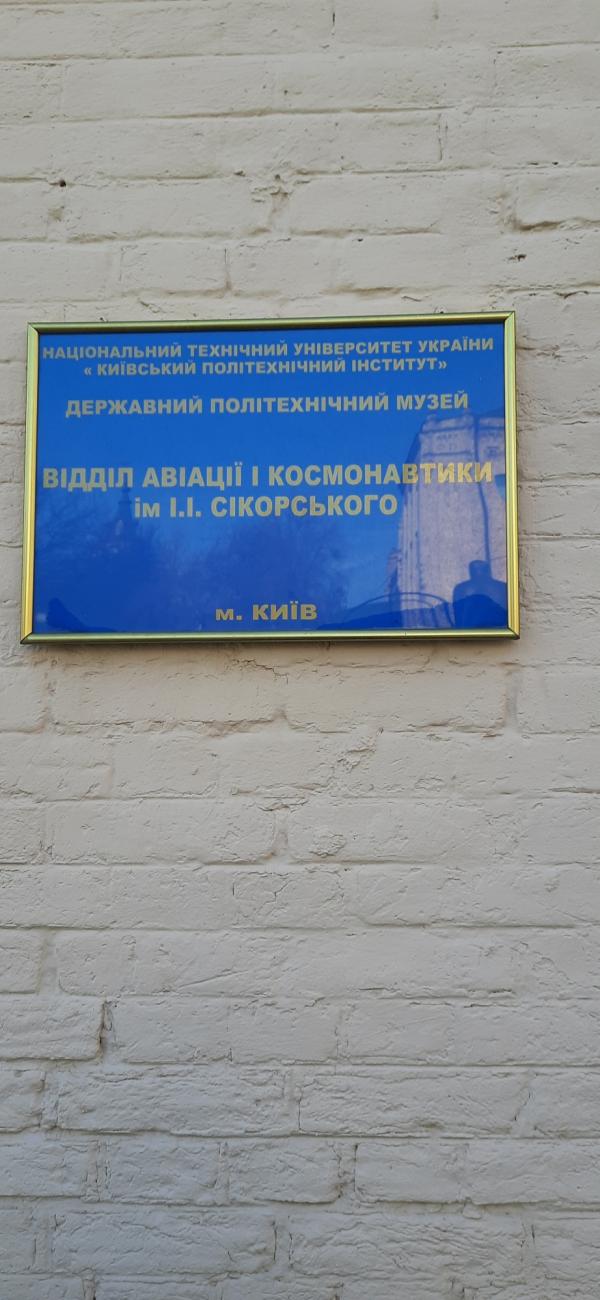 НАЦІОНАЛЬНИЙ ТЕХНІЧНИЙ УНІВЕРСИТЕТ УКРАЇНИ
« КИЇВСЬКИЙ ПОЛІТЕХНІЧНИЙ ІНСТИТУТ»
ДЕРЖАВНИЙ ПОЛІТЕХНІЧНИЙ МУЗЕЙ
ВІДДІЛ АВІАЦІЇ І КОСМОНАВТИКИ
ім І.І. СІКОРСЬКОГО
м. КИЇВ